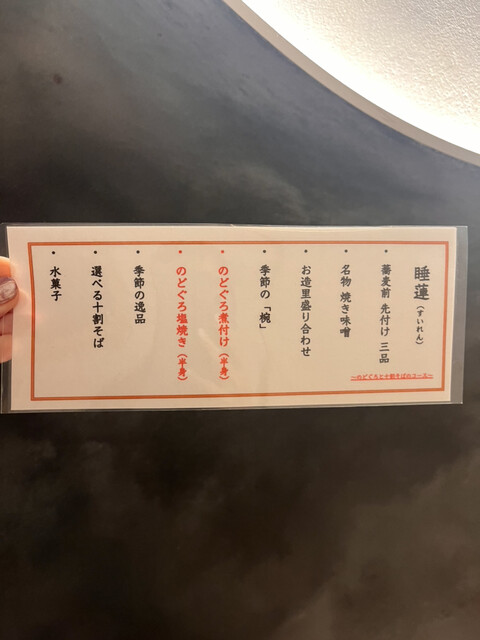 睡蓮(すいれん)
～のどぐろと十割そばのコース～
・蕎麦前 先付け 三品
・名物 焼き味噌
・お造里盛り合わせ
・季節の「椀」
・のどぐろ煮付け(半身)
・のどぐろ塩焼き(半身)
・季節の逸品
・選べる十割そば
・水菓子